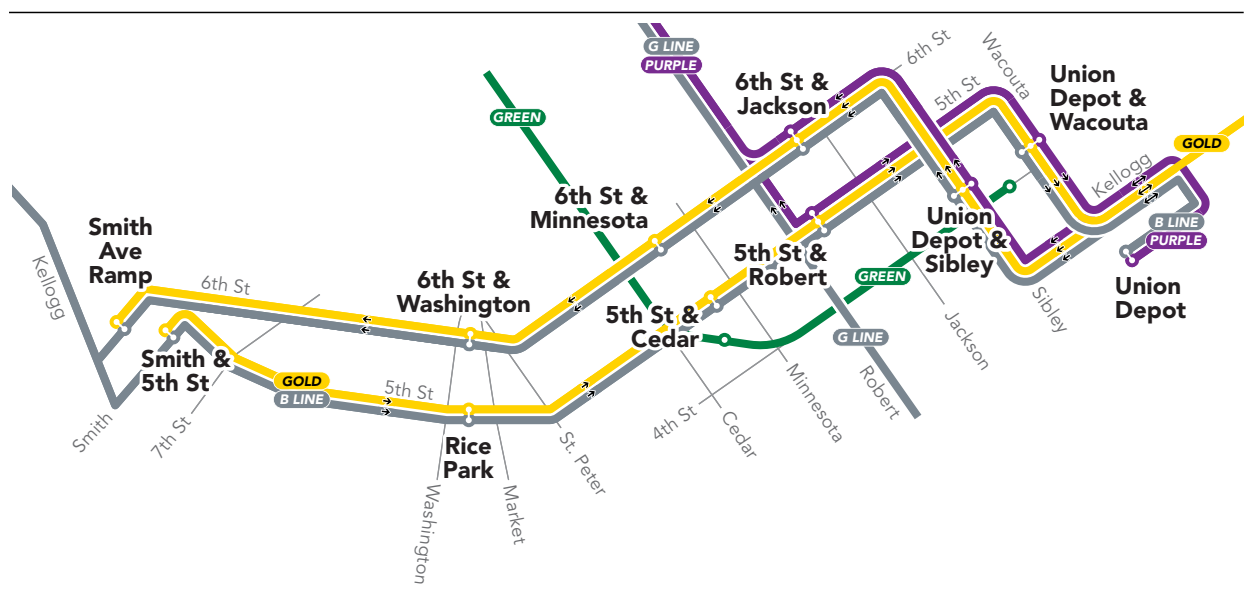 G LINE
PURPLE
6th St
Wacouta
Union
Depot &
Wacouta
6th St &
Jackson
5th St
GREEN
GOLD
Kellogg
6th St &
Minnesota
Union
Depot &
Sibley
B LINE
PURPLE
Smith
Ave
Ramp
Kellogg
6th St
6th St &
Washington
5th St &
Robert
GREEN
Union
Depot
Sibley
5th St &
Cedar
Jackson
G LINE
Smith &
5th St
GOLD
B LINE
5th St
Minnesota
Robert
Smith
7th St
Rice
Park
St. Peter
4th St
Cedar
Washington
Market